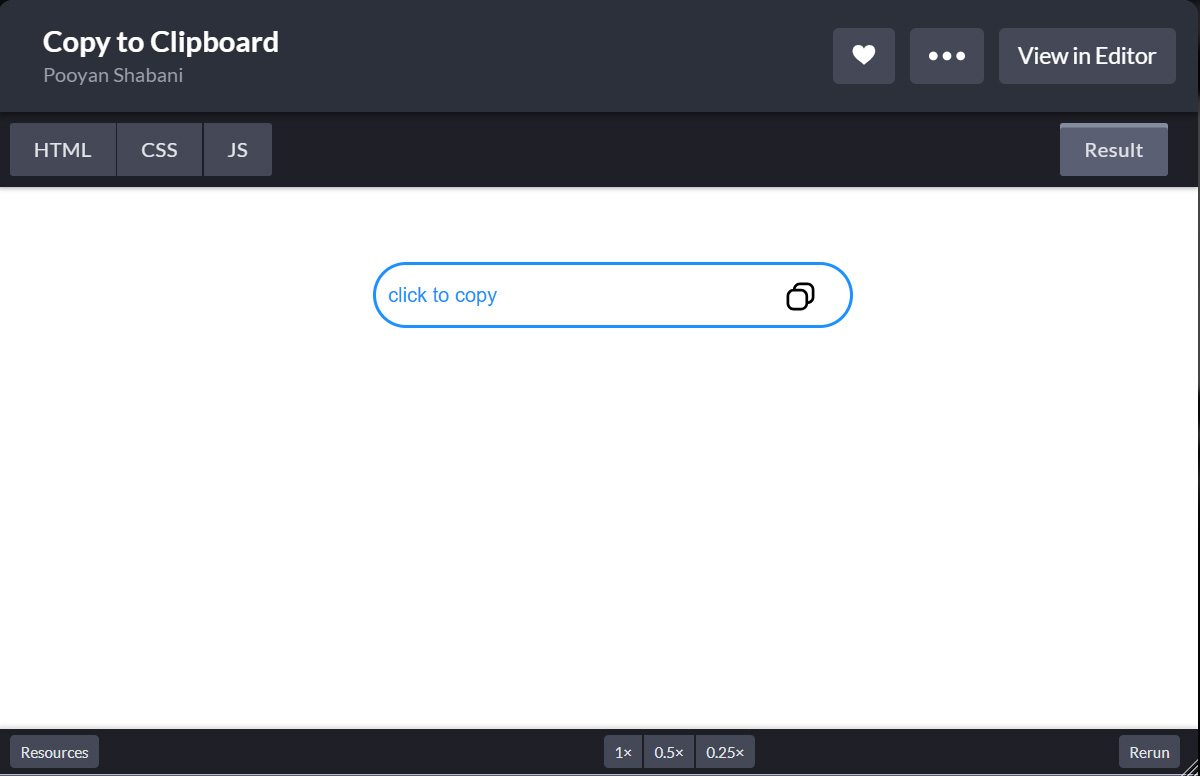 Copy to Clipboard
Pooyan Shabani
View in Editor
HTML CSS JS Result
click to copy
Resources 1× 0.5× 0.25× Rerun